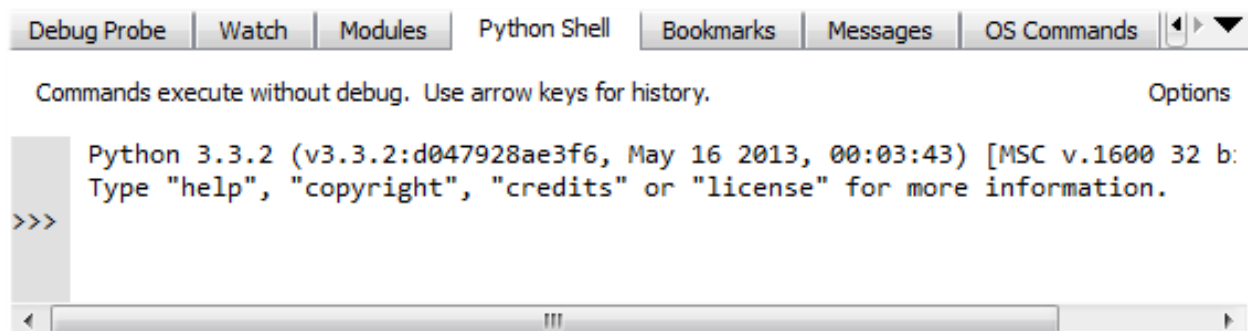 Debug Probe Watch Modules Python Shell Bookmarks Messages OS Commands
Commands execute without debug. Use arrow keys for history. Options
Python 3.3.2 (v3.3.2:d047928ae3f6, May 16 2013, 00:03:43) [MSC v.1600 32 b
Type "help", "copyright", "credits" or "license" for more information.
>>>